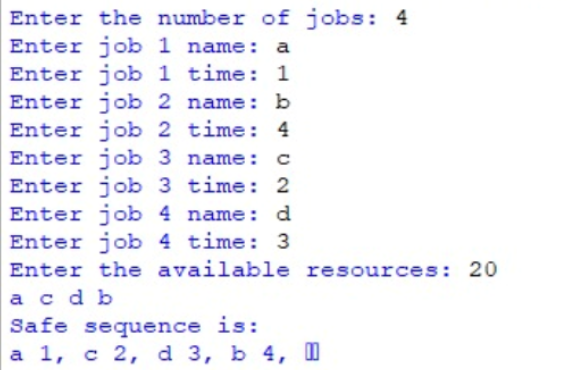 Enter the number of jobs: 4
Enter job 1 name: a
Enter job 1 time: 1
Enter job 2 name: b
Enter job 2 time: 4
Enter job 3 name: c
Enter job 3 time: 2
Enter job 4 name: d
Enter job 4 time: 3
Enter the available resources: 20
a c d b
Safe sequence is:
a 1, c 2, d 3, b 4,